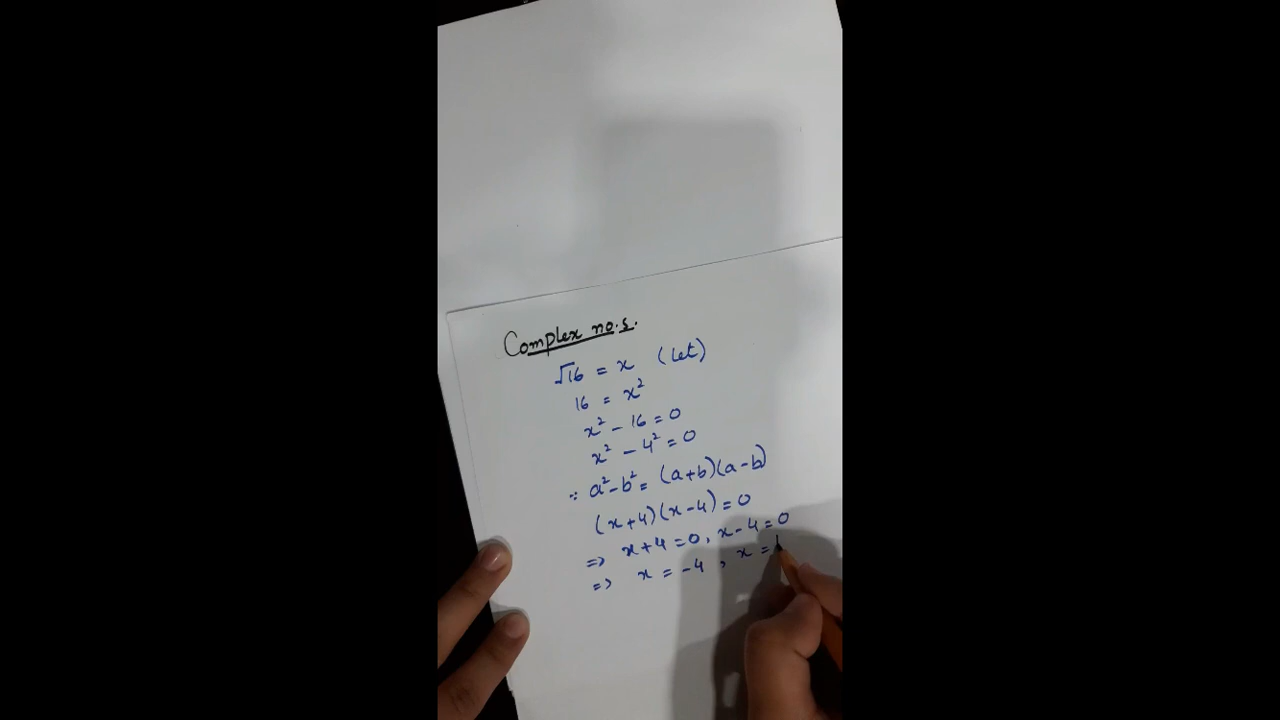 Complex no.s.
√16 = x (let)
16 = x²
x² - 16 = 0
x² - 4² = 0
∵ a² - b² = (a+b)(a-b)
(x+4)(x-4) = 0
=> x+4 = 0, x-4 = 0
=> x = -4, x =